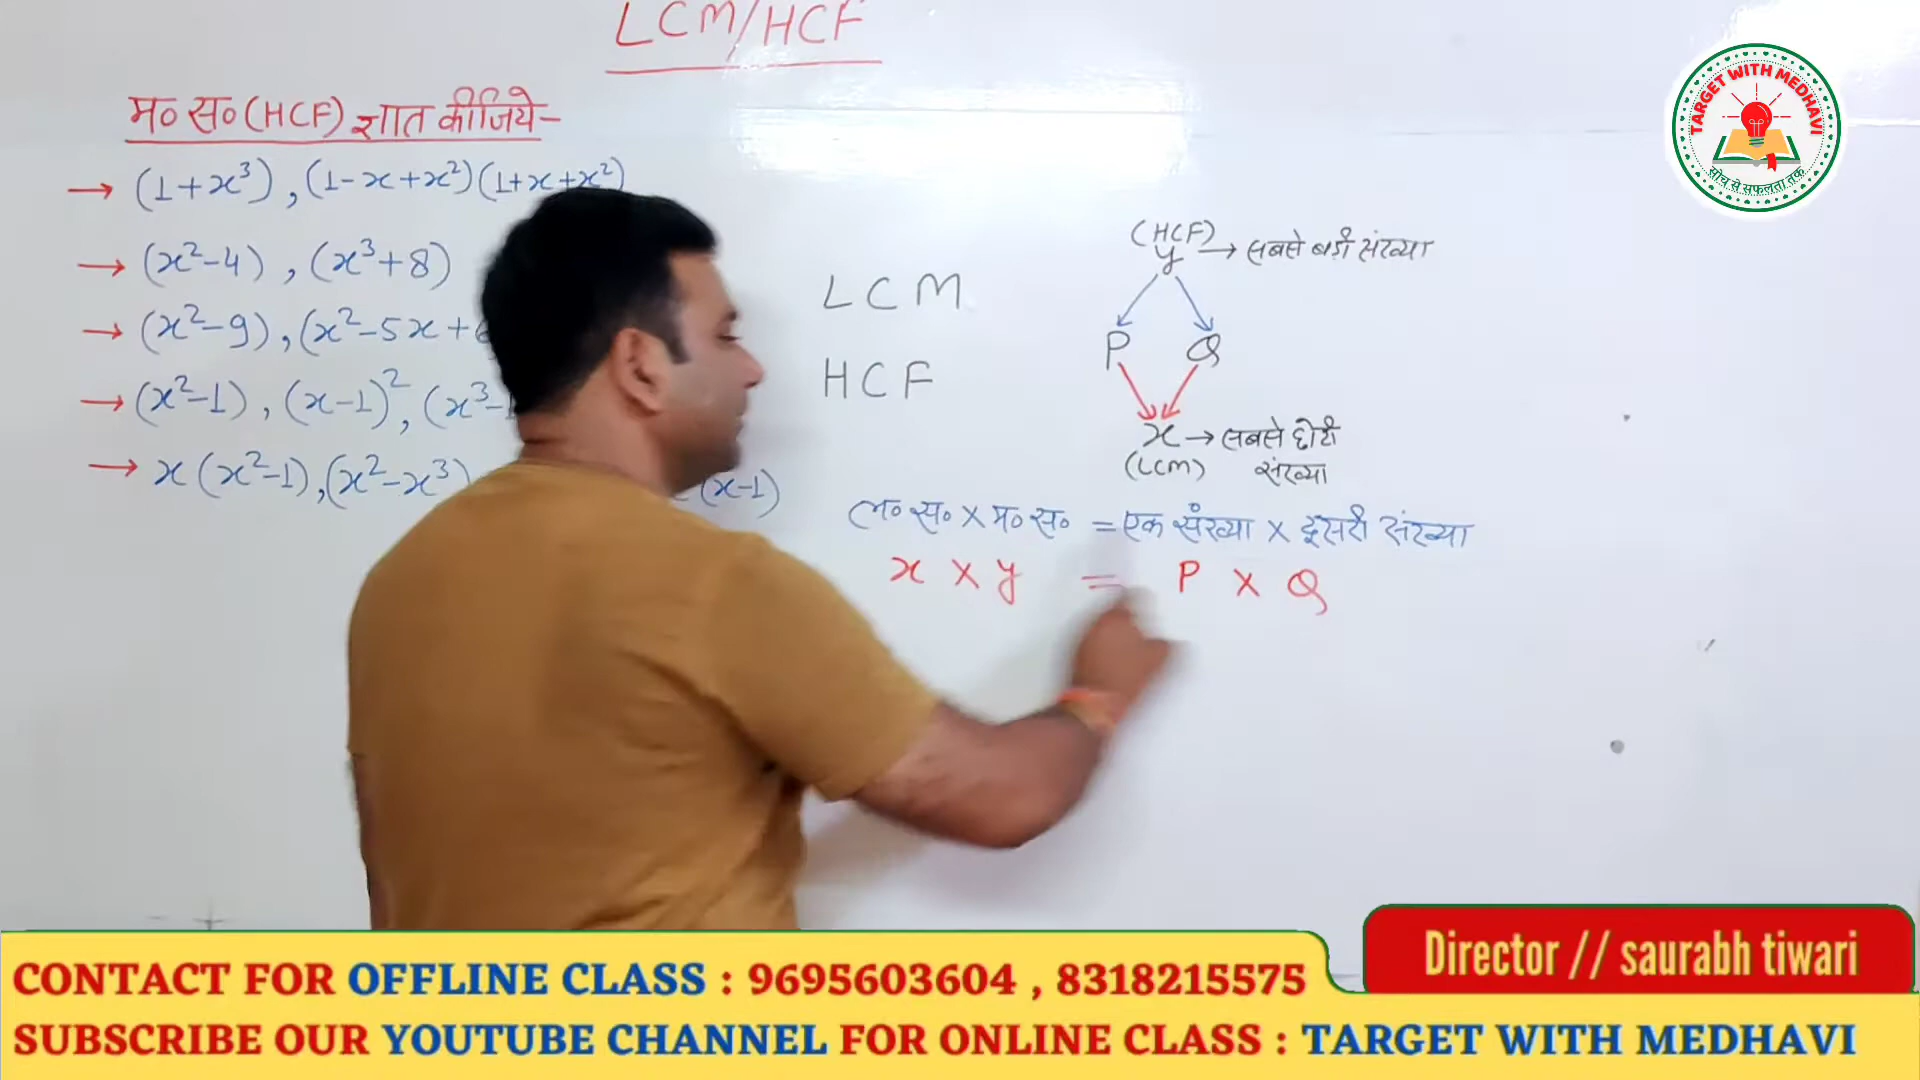 LCM/HCF
म० स० (HCF) ज्ञात कीजिये-
→ (1+x³), (1-x+x²)(1+x+x²)
→ (x²-4), (x³+8)
→ (x²-9), (x²-5x+6
→ (x²-1), (x-1)², (x³-1
→ x(x²-1), (x²-x³), (x-1)
LCM
HCF
(HCF)
y → सबसे बड़ी संख्या
P Q
x → सबसे छोटी
(LCM) संख्या
ल० स० × म० स० = एक संख्या × दूसरी संख्या
x × y = P × Q
TARGET WITH MEDHAVI
सोच से सफलता तक
Director // saurabh tiwari
CONTACT FOR OFFLINE CLASS : 9695603604 , 8318215575
SUBSCRIBE OUR YOUTUBE CHANNEL FOR ONLINE CLASS : TARGET WITH MEDHAVI